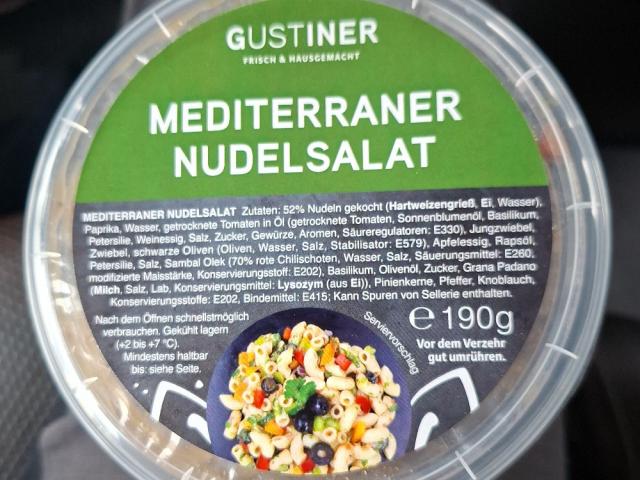 GUSTINER
FRISCH & HAUSGEMACHT
MEDITERRANER
NUDELSALAT
MEDITERRANER NUDELSALAT Zutaten: 52% Nudeln gekocht (Hartweizengrieß, Ei, Wasser),
Paprika, Wasser, getrocknete Tomaten in Öl (getrocknete Tomaten, Sonnenblumenöl, Basilikum,
Petersilie, Weinessig, Salz, Zucker, Gewürze, Aromen, Säureregulatoren: E330), Jungzwiebel,
Zwiebel, schwarze Oliven (Oliven, Wasser, Salz, Stabilisator: E579), Apfelessig, Rapsöl,
Petersilie, Salz, Sambal Olek (70% rote Chilischoten, Wasser, Salz, Säuerungsmittel: E260,
modifizierte Maisstärke, Konservierungsstoff: E202), Basilikum, Olivenöl, Zucker, Grana Padano
(Milch, Salz, Lab, Konservierungsmittel: Lysozym (aus Ei)), Pinienkerne, Pfeffer, Knoblauch,
Konservierungsstoffe: E202, Bindemittel: E415; Kann Spuren von Sellerie enthalten.
Nach dem Öffnen schnellstmöglich
verbrauchen. Gekühlt lagern
(+2 bis +7 °C).
Mindestens haltbar
bis: siehe Seite.
Serviervorschlag
℮ 190g
Vor dem Verzehr
gut umrühren.